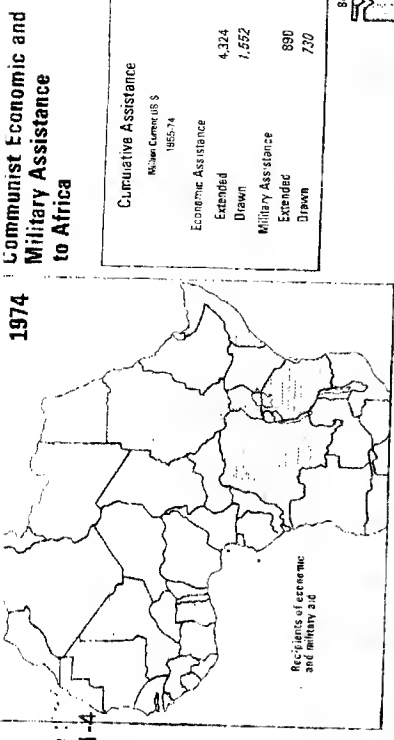 1974
Communist Economic and
Military Assistance
to Africa
Cumulative Assistance
Million Current US $
1955-74
Economic Assistance
Extended 4,324
Drawn 1,552
Military Assistance
Extended 890
Drawn 730
Recipients of economic
and military aid